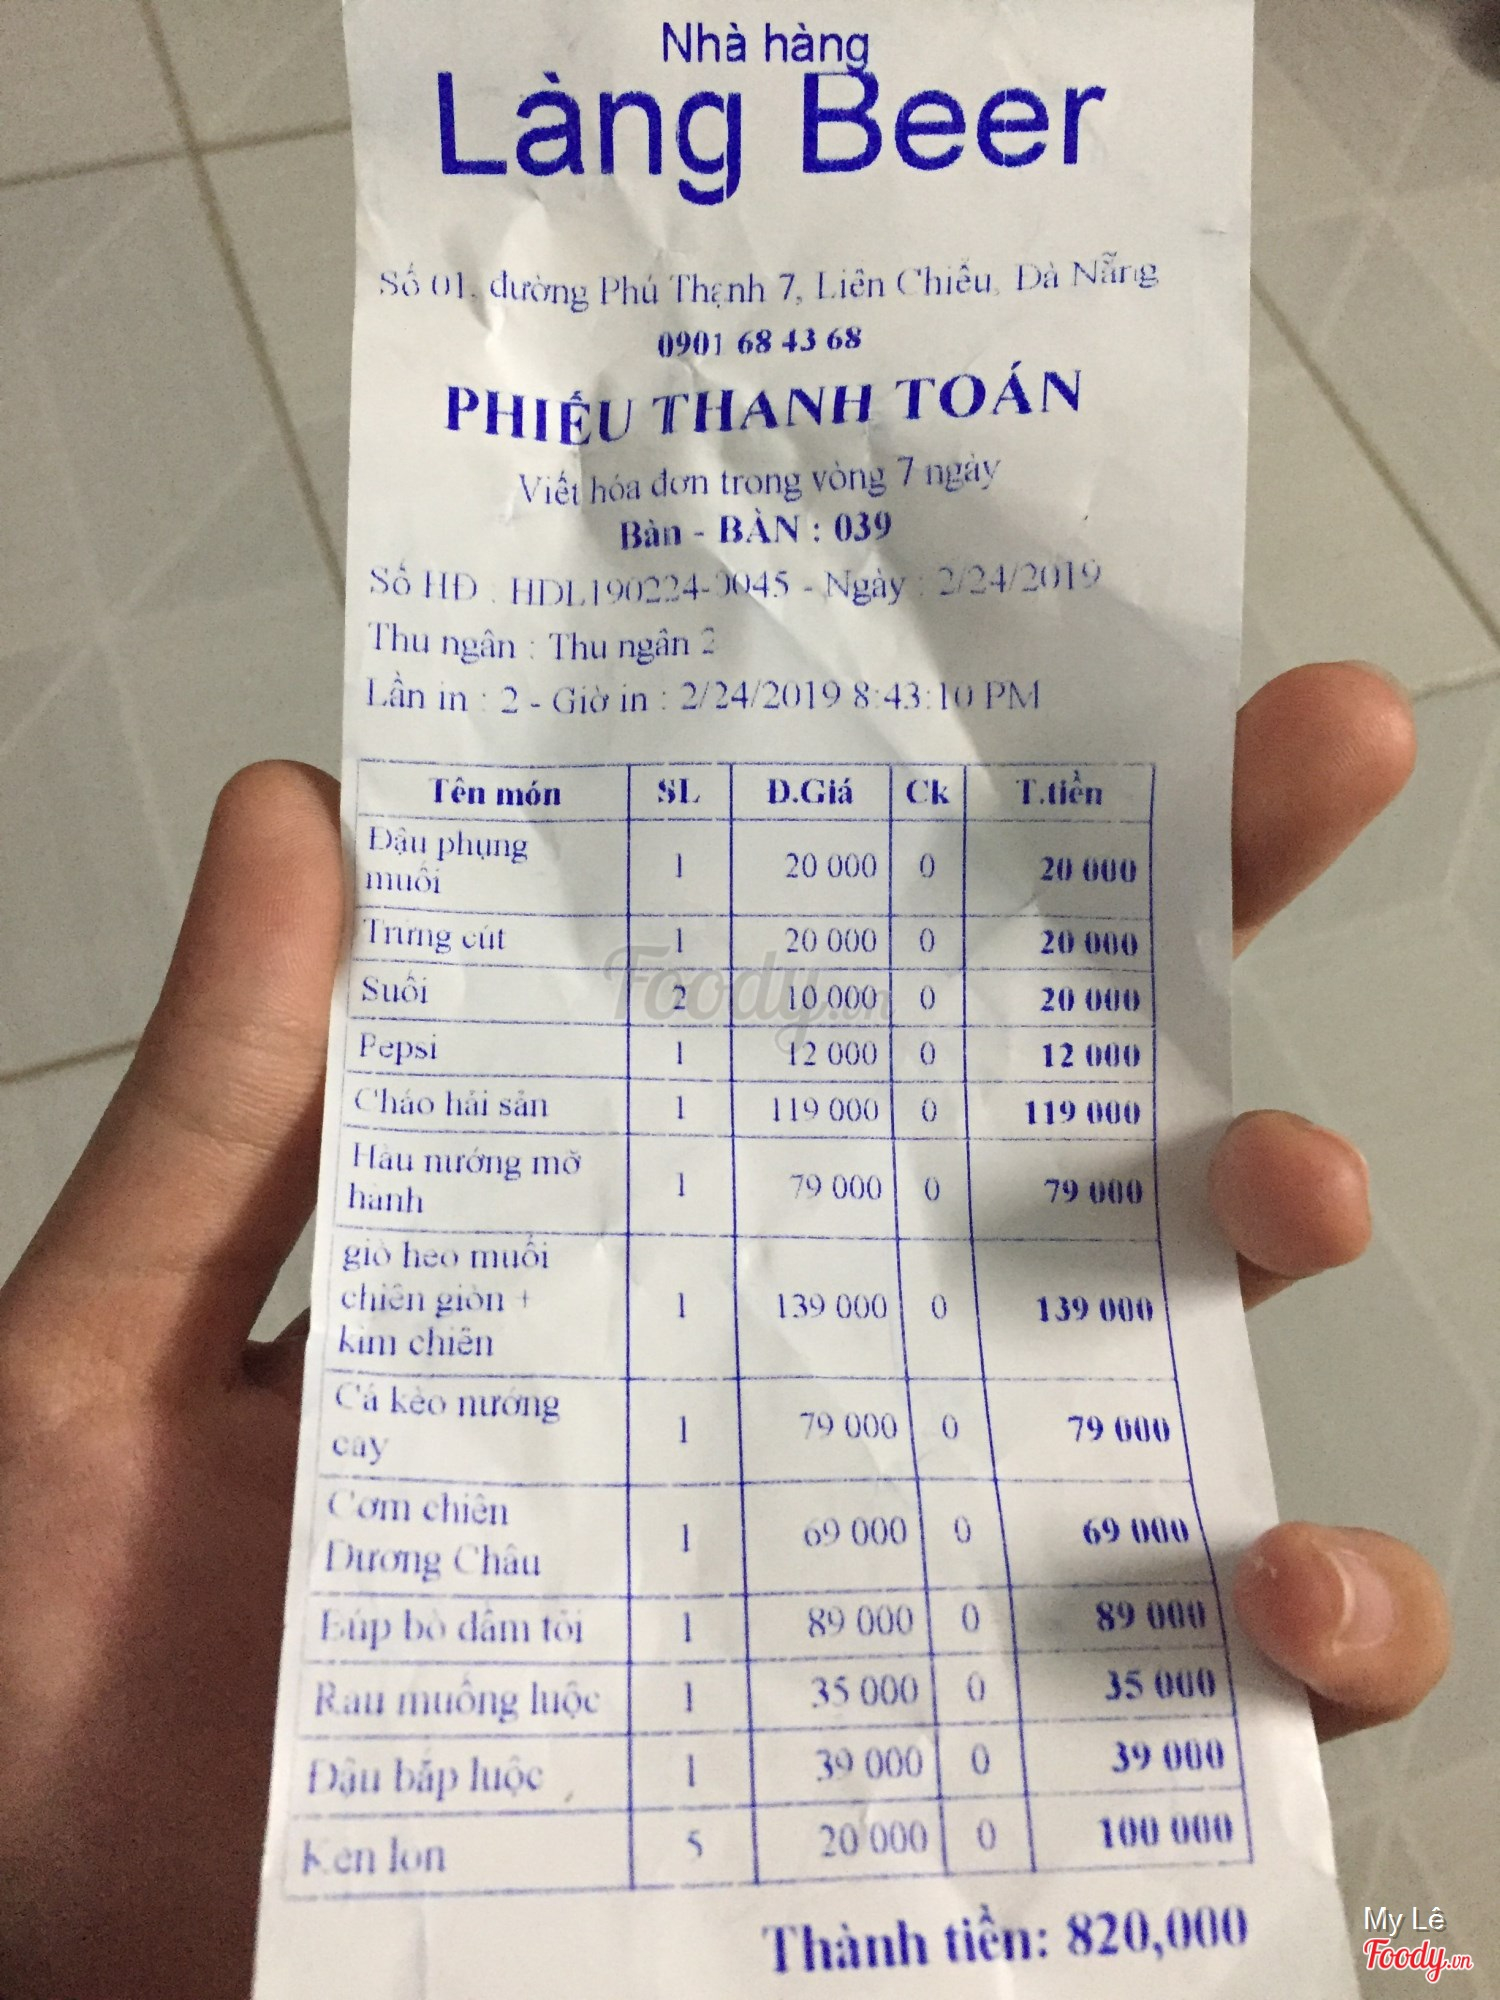 Nhà hàng
Làng Beer
Số 01, đường Phú Thạnh 7, Liên Chiểu, Đà Nẵng
0901 68 43 68
PHIẾU THANH TOÁN
Viết hóa đơn trong vòng 7 ngày
Bàn - BÀN : 039
Số HĐ : HDL190224-0045 - Ngày : 2/24/2019
Thu ngân : Thu ngân 2
Lần in : 2 - Giờ in : 2/24/2019 8:43:10 PM
Tên món SL Đ.Giá Ck T.tiền
Đậu phụng
muối 1 20 000 0 20 000
Trứng cút 1 20 000 0 20 000
Suối 2 10 000 0 20 000
Pepsi 1 12 000 0 12 000
Cháo hải sản 1 119 000 0 119 000
Hàu nướng mỡ
hành 1 79 000 0 79 000
giò heo muối
chiên giòn +
kim chiên 1 139 000 0 139 000
Cá kèo nướng
cay 1 79 000 0 79 000
Cơm chiên
Dương Châu 1 69 000 0 69 000
Búp bò dấm tỏi 1 89 000 0 89 000
Rau muống luộc 1 35 000 0 35 000
Đậu bắp luộc 1 39 000 0 39 000
Ken lon 5 20 000 0 100 000
Thành tiền: 820,000
Foody.vn
My Lê
Foody.vn